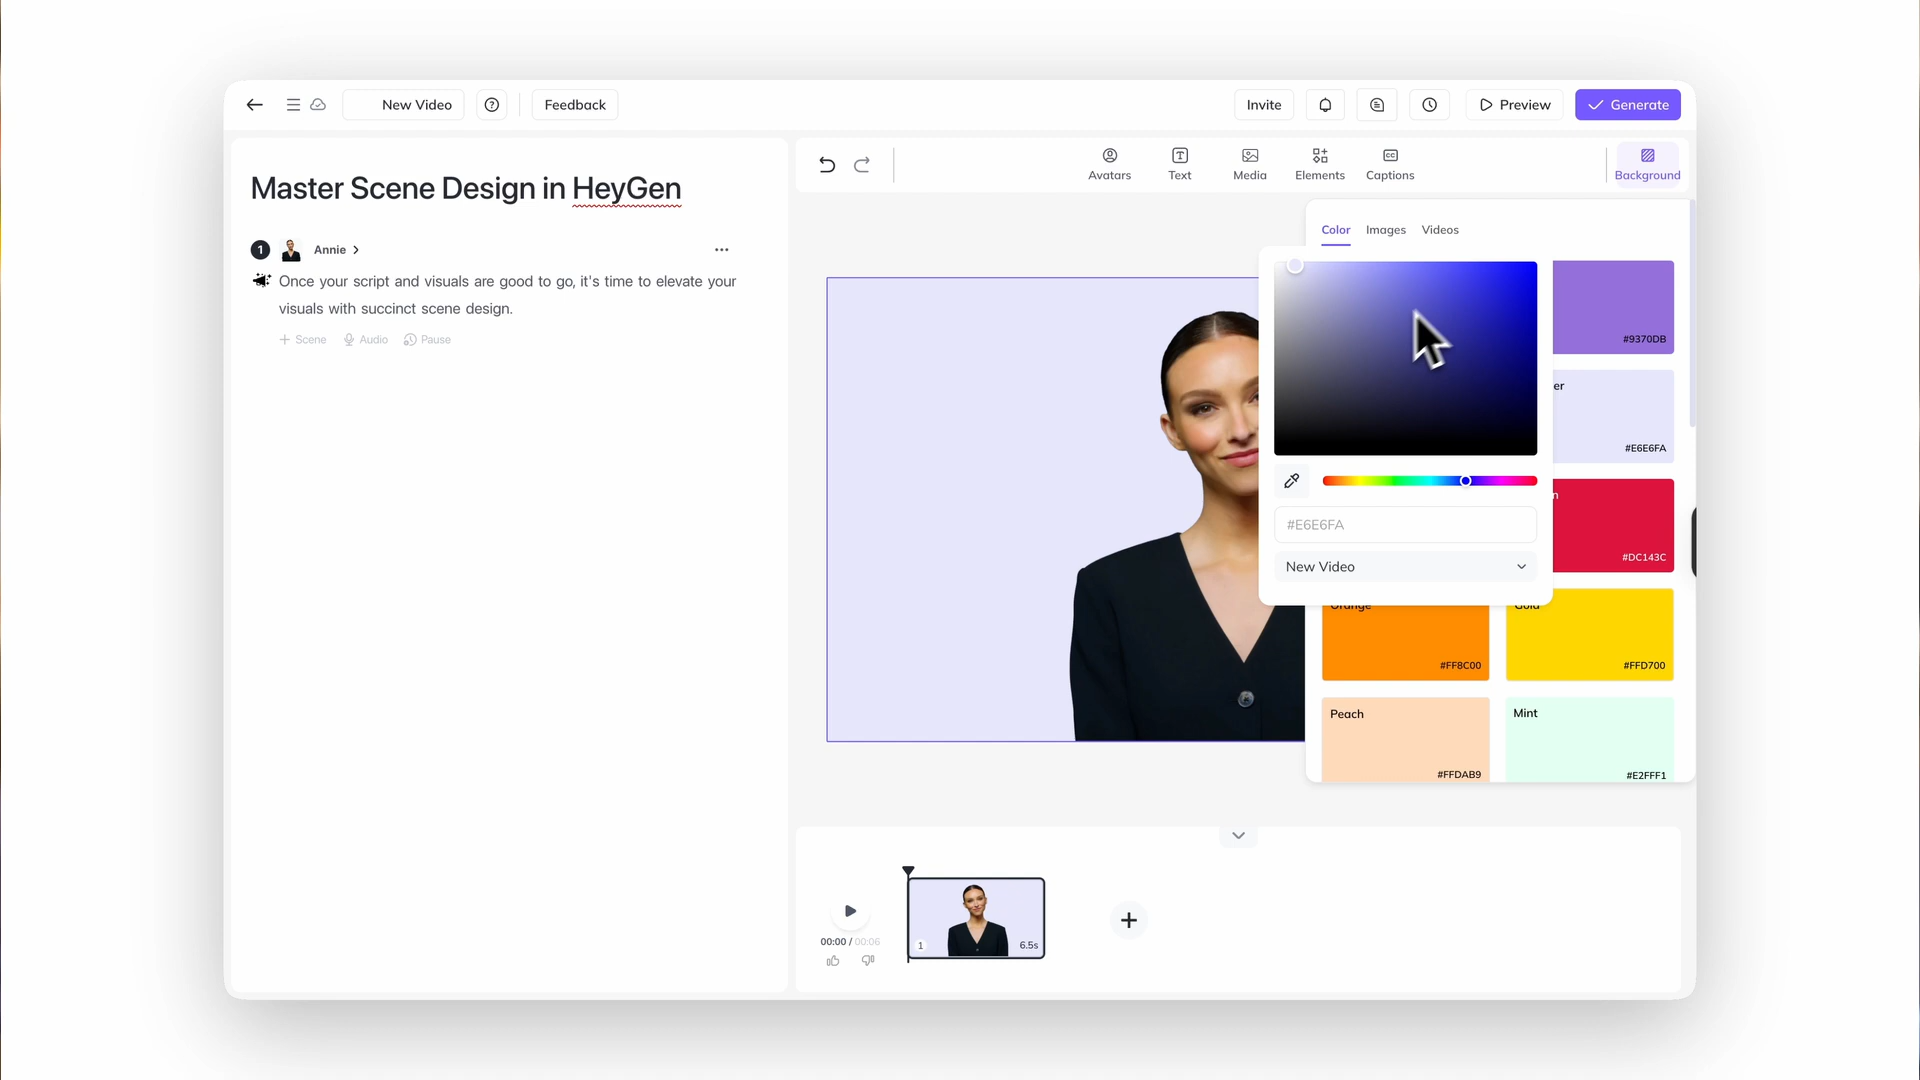 New Video
Feedback
Invite
Preview
Generate
Master Scene Design in HeyGen
1
Annie
Once your script and visuals are good to go, it's time to elevate your
visuals with succinct scene design.
Scene
Audio
Pause
Avatars
Text
Media
Elements
Captions
Background
Color
Images
Videos
#9370DB
er
#E6E6FA
n
#DC143C
#E6E6FA
New Video
Orange
#FF8C00
Gold
#FFD700
Peach
#FFDAB9
Mint
#E2FFF1
00:00 / 00:06
1
6.5s